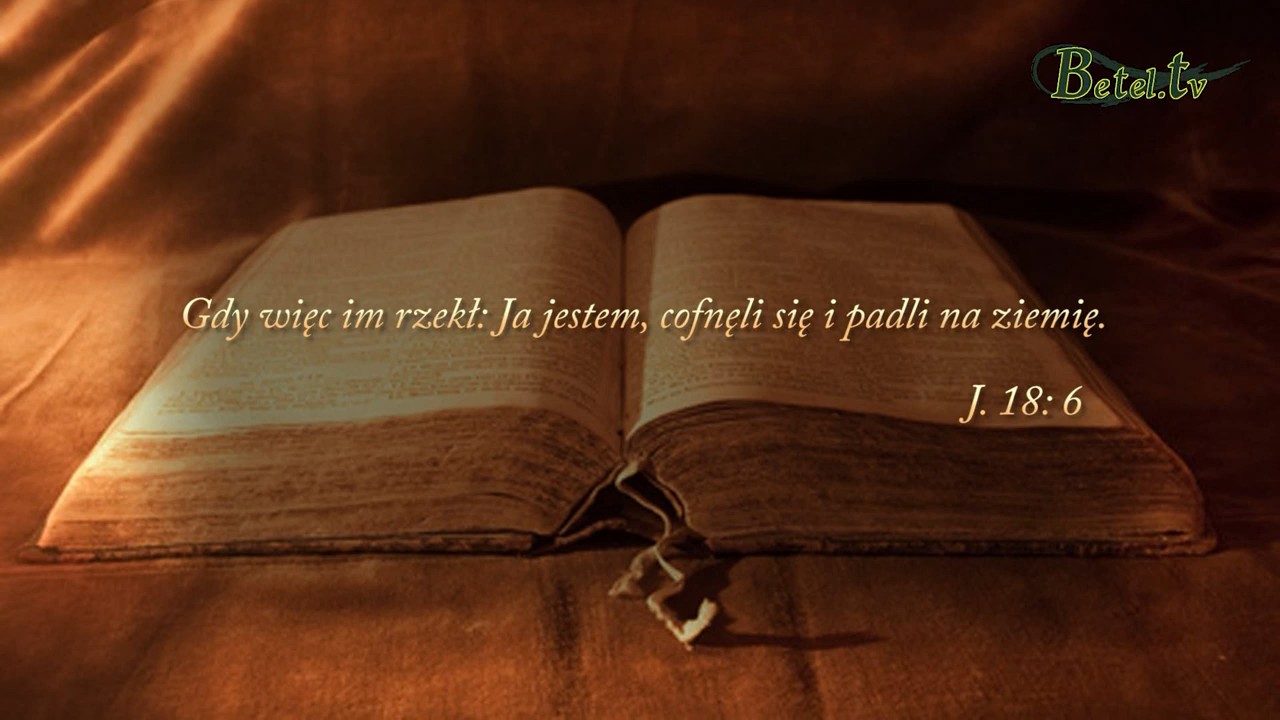 Betel.tv
Gdy więc im rzekł: Ja jestem, cofnęli się i padli na ziemię.
J. 18: 6